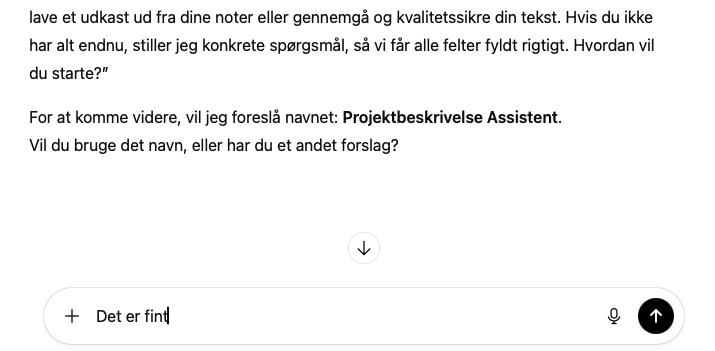 lave et udkast ud fra dine noter eller gennemgå og kvalitetssikre din tekst. Hvis du ikke
har alt endnu, stiller jeg konkrete spørgsmål, så vi får alle felter fyldt rigtigt. Hvordan vil
du starte?”
For at komme videre, vil jeg foreslå navnet: Projektbeskrivelse Assistent.
Vil du bruge det navn, eller har du et andet forslag?
Det er fint